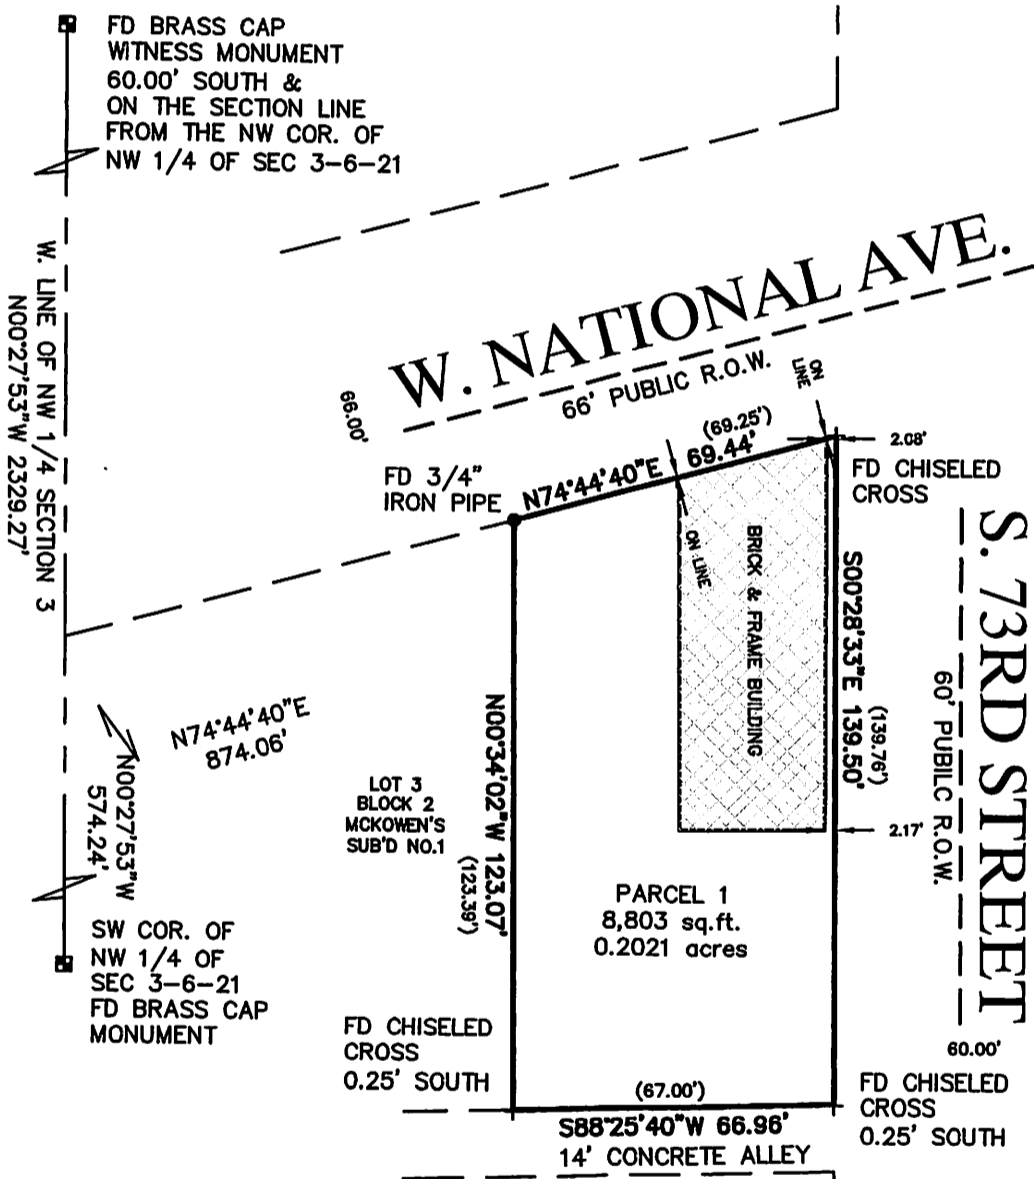 FD BRASS CAP
WITNESS MONUMENT
60.00' SOUTH &
ON THE SECTION LINE
FROM THE NW COR. OF
NW 1/4 OF SEC 3-6-21
W. LINE OF NW 1/4 SECTION 3
N00°27'53"W 2329.27'
W. NATIONAL AVE.
66' PUBLIC R.O.W.
66.00'
ON
LINE
(69.25')
N74°44'40"E 69.44'
2.08'
FD CHISELED
CROSS
FD 3/4"
IRON PIPE
ON LINE
BRICK & FRAME BUILDING
S00°28'33"E 139.50'
(139.76')
S. 73RD STREET
60' PUBILC R.O.W.
60.00'
N74°44'40"E
874.06'
N00°27'53"W
574.24'
LOT 3
BLOCK 2
MCKOWEN'S
SUB'D NO.1
N00°34'02"W 123.07'
(123.39')
2.17'
PARCEL 1
8,803 sq.ft.
0.2021 acres
SW COR. OF
NW 1/4 OF
SEC 3-6-21
FD BRASS CAP
MONUMENT
FD CHISELED
CROSS
0.25' SOUTH
(67.00')
S88°25'40"W 66.96'
14' CONCRETE ALLEY
FD CHISELED
CROSS
0.25' SOUTH